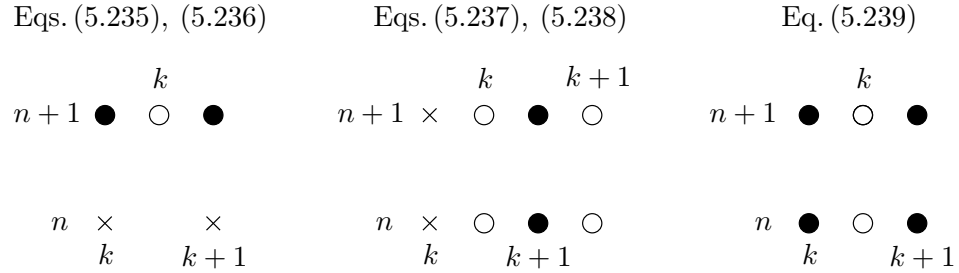 Eqs. (5.235), (5.236) Eqs. (5.237), (5.238) Eq. (5.239)
k k k + 1 k
n + 1 n + 1 n + 1
n n n
k k + 1 k k + 1 k k + 1